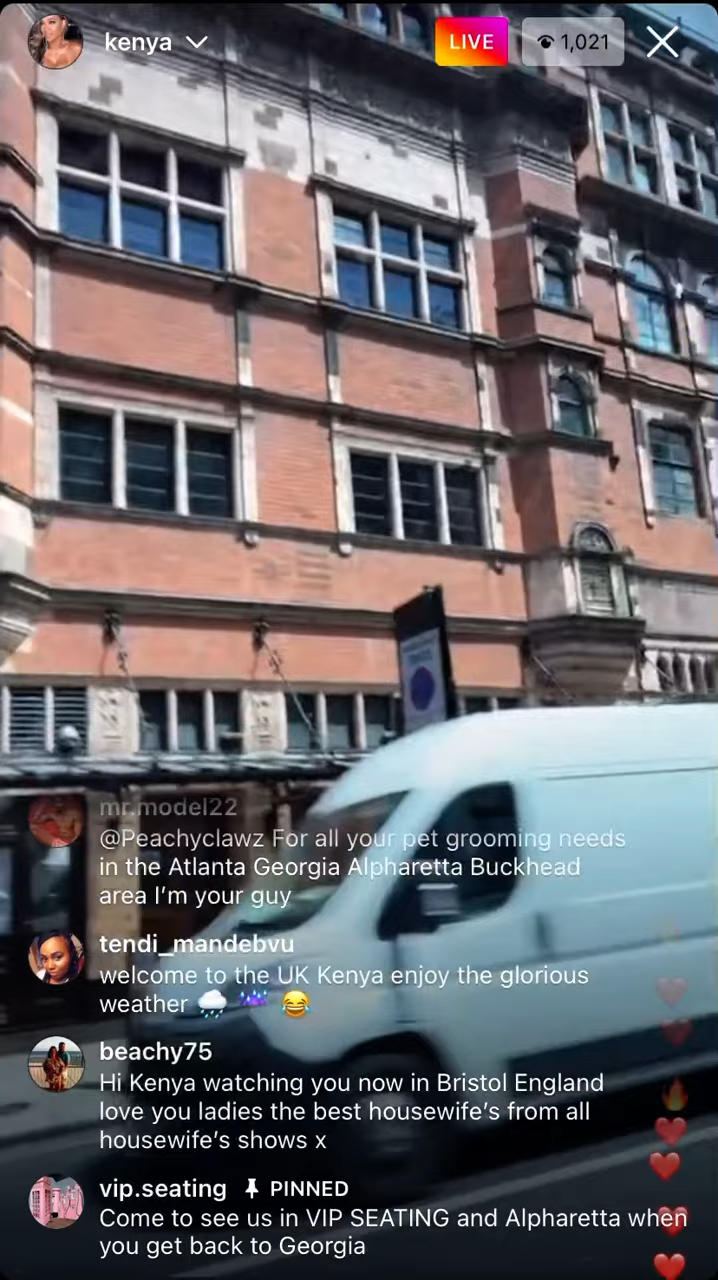 kenya
LIVE
1,021
mr.model22
@Peachyclawz For all your pet grooming needs
in the Atlanta Georgia Alpharetta Buckhead
area I'm your guy
tendi_mandebvu
welcome to the UK Kenya enjoy the glorious
weather 🌧️ ☔ 😂
beachy75
Hi Kenya watching you now in Bristol England
love you ladies the best housewife's from all
housewife's shows x
vip.seating PINNED
Come to see us in VIP SEATING and Alpharetta when
you get back to Georgia